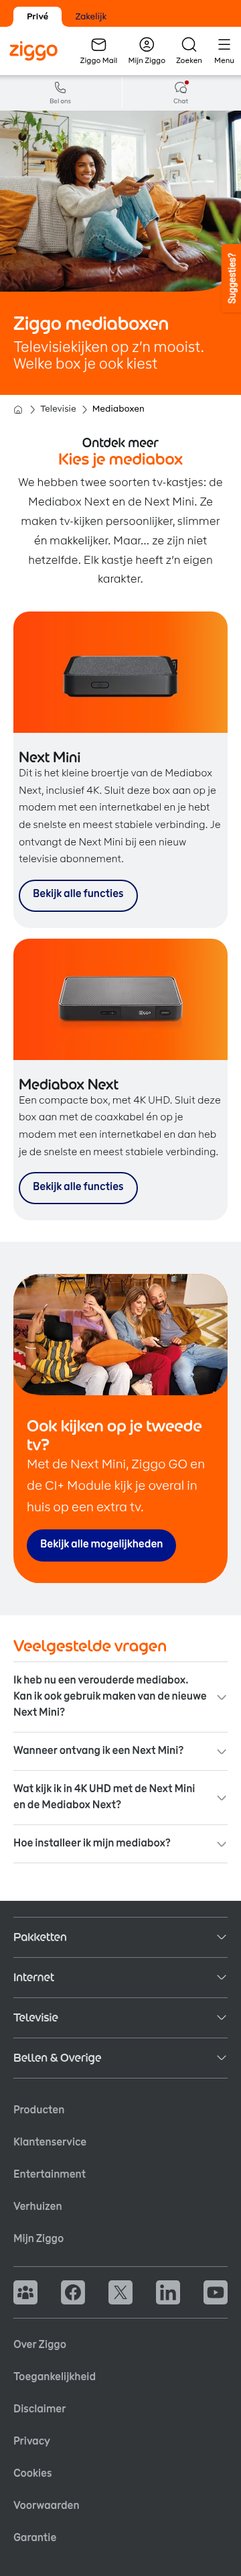 Privé
Zakelijk
ziggo
Ziggo Mail
Mijn Ziggo
Zoeken
Menu
Bel ons
Chat
Suggesties?
Ziggo mediaboxen
Televisiekijken op z'n mooist.
Welke box je ook kiest
Televisie
Mediaboxen
Ontdek meer
Kies je mediabox
We hebben twee soorten tv-kastjes: de
Mediabox Next en de Next Mini. Ze
maken tv-kijken persoonlijker, slimmer
én makkelijker. Maar... ze zijn niet
hetzelfde. Elk kastje heeft z'n eigen
karakter.
Next Mini
Dit is het kleine broertje van de Mediabox
Next, inclusief 4K. Sluit deze box aan op je
modem met een internetkabel en je hebt
de snelste en meest stabiele verbinding. Je
ontvangt de Next Mini bij een nieuw
televisie abonnement.
Bekijk alle functies
Mediabox Next
Een compacte box, met 4K UHD. Sluit deze
box aan met de coaxkabel én op je
modem met een internetkabel en dan heb
je de snelste en meest stabiele verbinding.
Bekijk alle functies
Ook kijken op je tweede
tv?
Met de Next Mini, Ziggo GO en
de CI+ Module kijk je overal in
huis op een extra tv.
Bekijk alle mogelijkheden
Veelgestelde vragen
Ik heb nu een verouderde mediabox.
Kan ik ook gebruik maken van de nieuwe
Next Mini?
Wanneer ontvang ik een Next Mini?
Wat kijk ik in 4K UHD met de Next Mini
en de Mediabox Next?
Hoe installeer ik mijn mediabox?
Pakketten
Internet
Televisie
Bellen & Overige
Producten
Klantenservice
Entertainment
Verhuizen
Mijn Ziggo
Over Ziggo
Toegankelijkheid
Disclaimer
Privacy
Cookies
Voorwaarden
Garantie